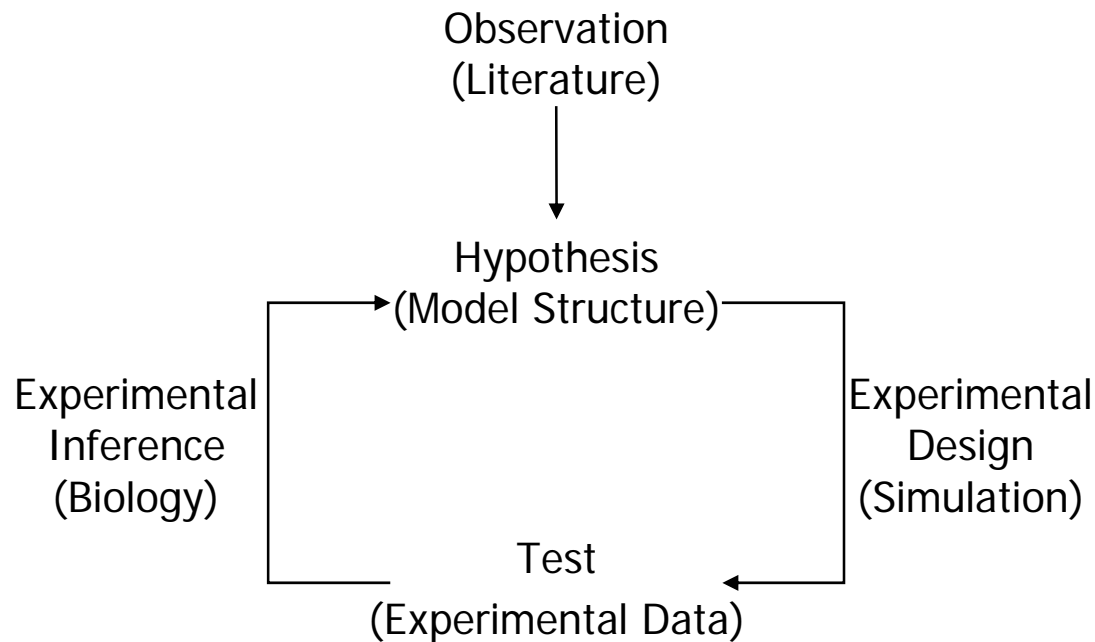 Observation
(Literature)
Hypothesis
(Model Structure)
Experimental
Inference
(Biology)
Experimental
Design
(Simulation)
Test
(Experimental Data)